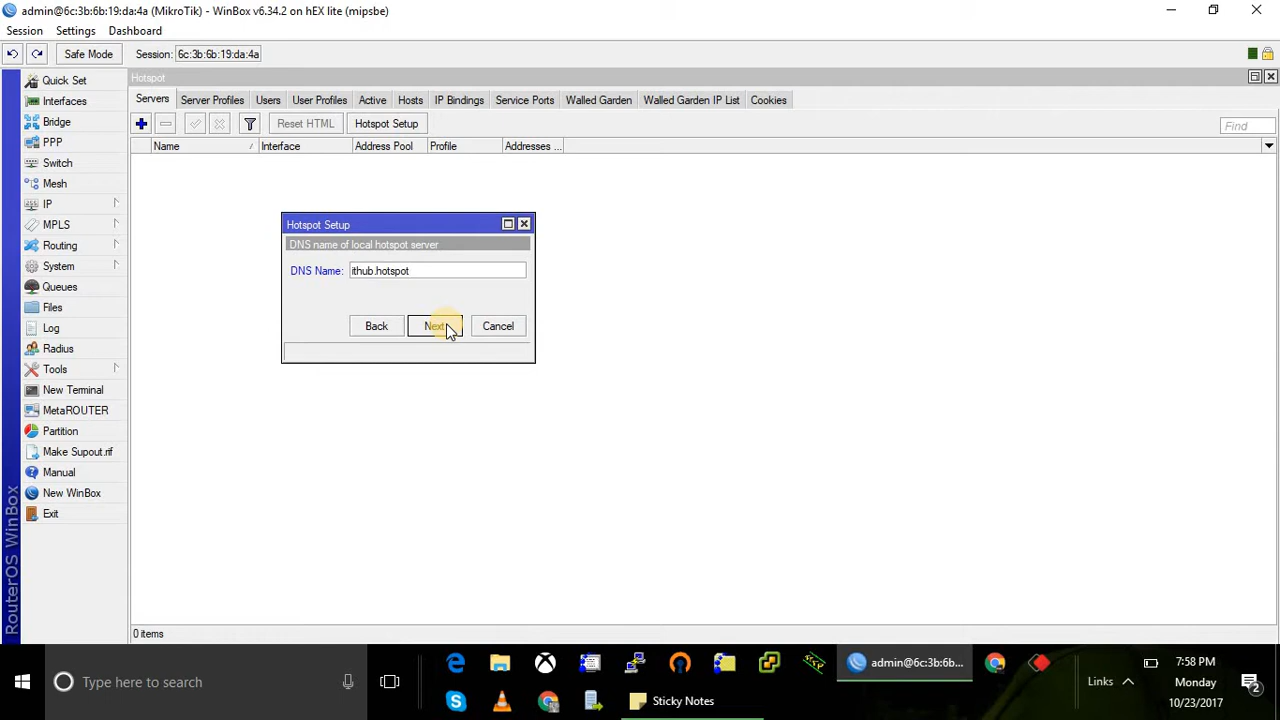 admin@6c:3b:6b:19:da:4a (MikroTik) - WinBox v6.34.2 on hEX lite (mipsbe)
Session Settings Dashboard
Safe Mode Session: 6c:3b:6b:19:da:4a
Quick Set
Interfaces
Bridge
PPP
Switch
Mesh
IP
MPLS
Routing
System
Queues
Files
Log
Radius
Tools
New Terminal
MetaROUTER
Partition
Make Supout.rif
Manual
New WinBox
Exit
RouterOS WinBox
Hotspot
Servers Server Profiles Users User Profiles Active Hosts IP Bindings Service Ports Walled Garden Walled Garden IP List Cookies
Reset HTML Hotspot Setup Find
Name Interface Address Pool Profile Addresses ...
Hotspot Setup
DNS name of local hotspot server
DNS Name: ithub.hotspot
Back Next Cancel
0 items
Type here to search
admin@6c:3b:6b...
Sticky Notes
Links
7:58 PM
Monday
10/23/2017
2